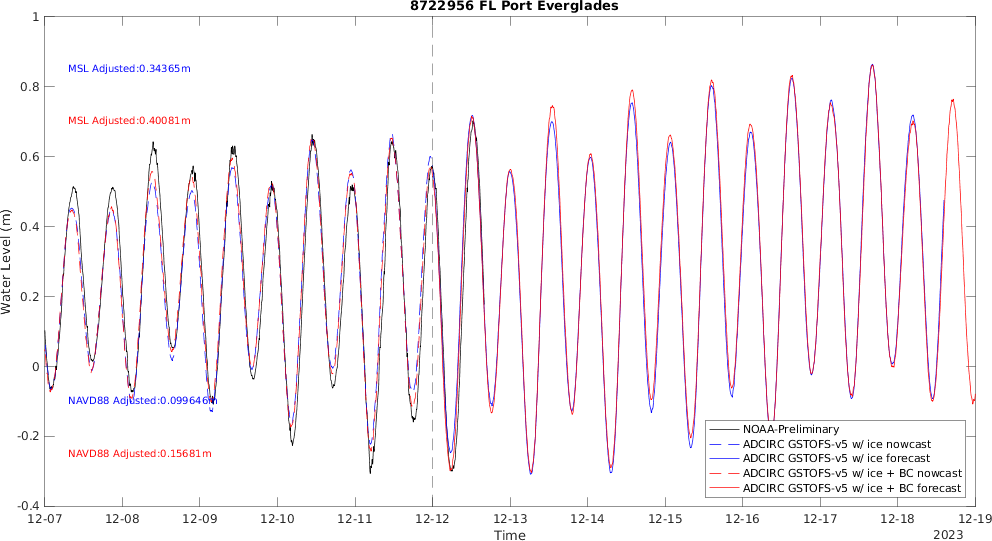 8722956 FL Port Everglades
1
0.8
0.6
0.4
0.2
0
-0.2
-0.4
Water Level (m)
MSL Adjusted:0.34365m
MSL Adjusted:0.40081m
NAVD88 Adjusted:0.099646m
NAVD88 Adjusted:0.15681m
NOAA-Preliminary
ADCIRC GSTOFS-v5 w/ ice nowcast
ADCIRC GSTOFS-v5 w/ ice forecast
ADCIRC GSTOFS-v5 w/ ice + BC nowcast
ADCIRC GSTOFS-v5 w/ ice + BC forecast
12-07 12-08 12-09 12-10 12-11 12-12 12-13 12-14 12-15 12-16 12-17 12-18 12-19
Time
2023